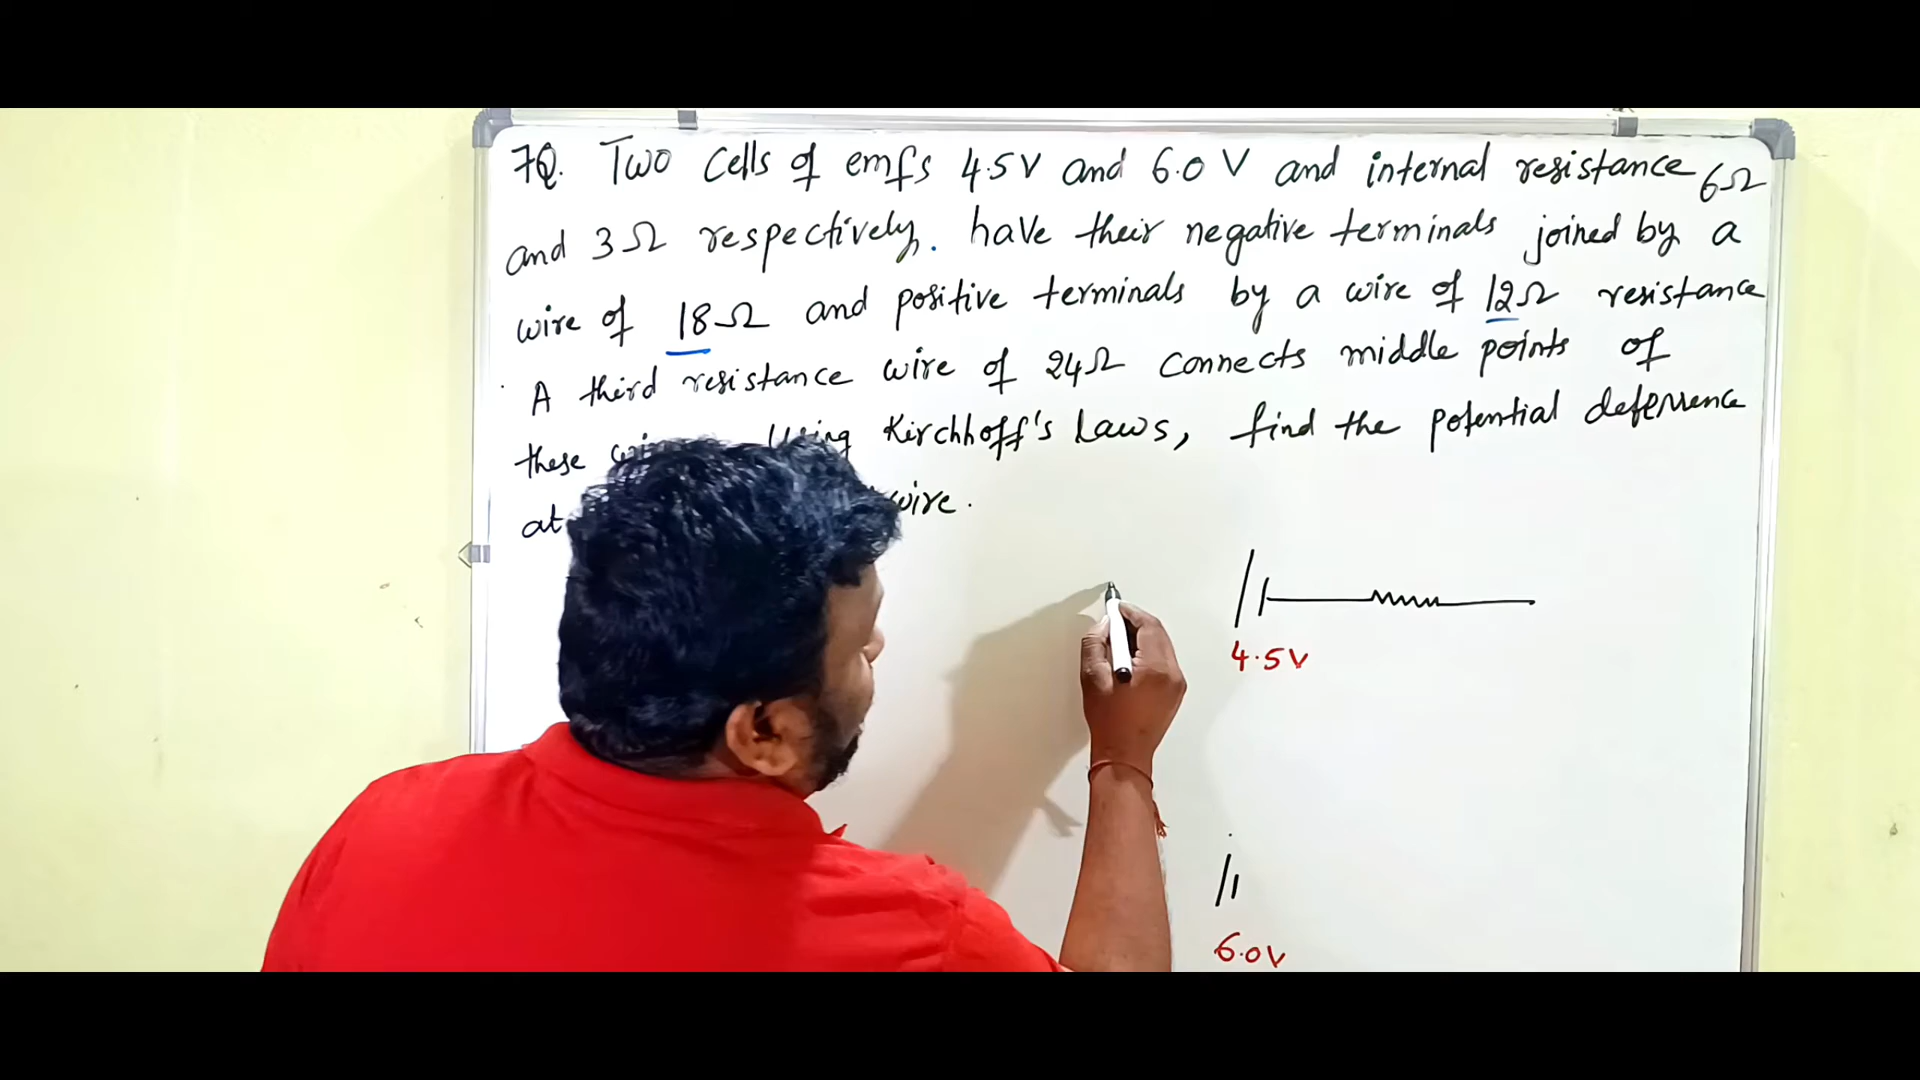 7Q. Two Cells of emfs 4.5V and 6.0 V and internal resistance 6Ω
and 3Ω respectively. have their negative terminals joined by a
wire of 18Ω and positive terminals by a wire of 12Ω resistance
A third resistance wire of 24Ω connects middle points of
these Using Kirchhoff's Laws, find the potential deference
at wire.
4.5V
6.0V